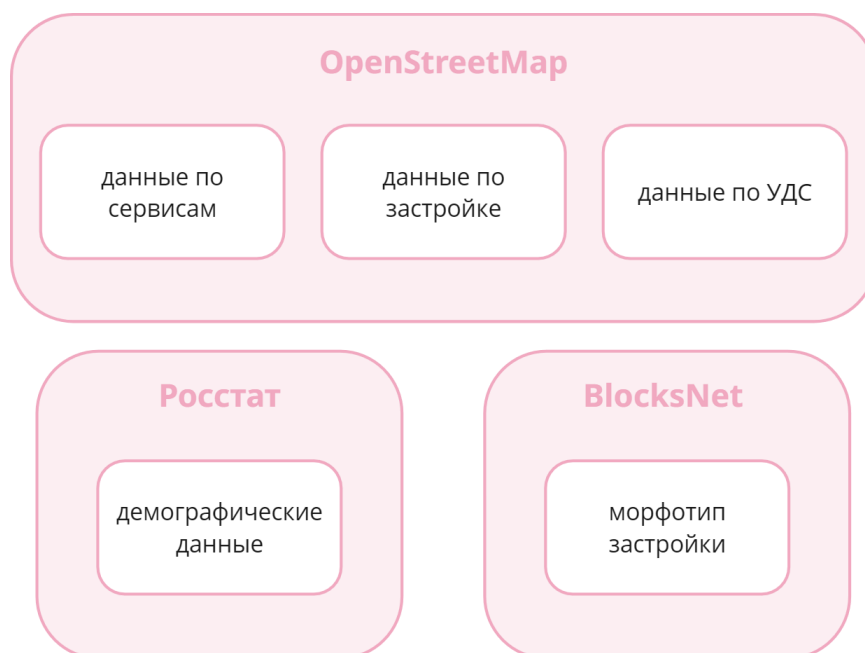 OpenStreetMap
данные по
сервисам
данные по
застройке
данные по УДС
Росстат
демографические
данные
BlocksNet
морфотип
застройки